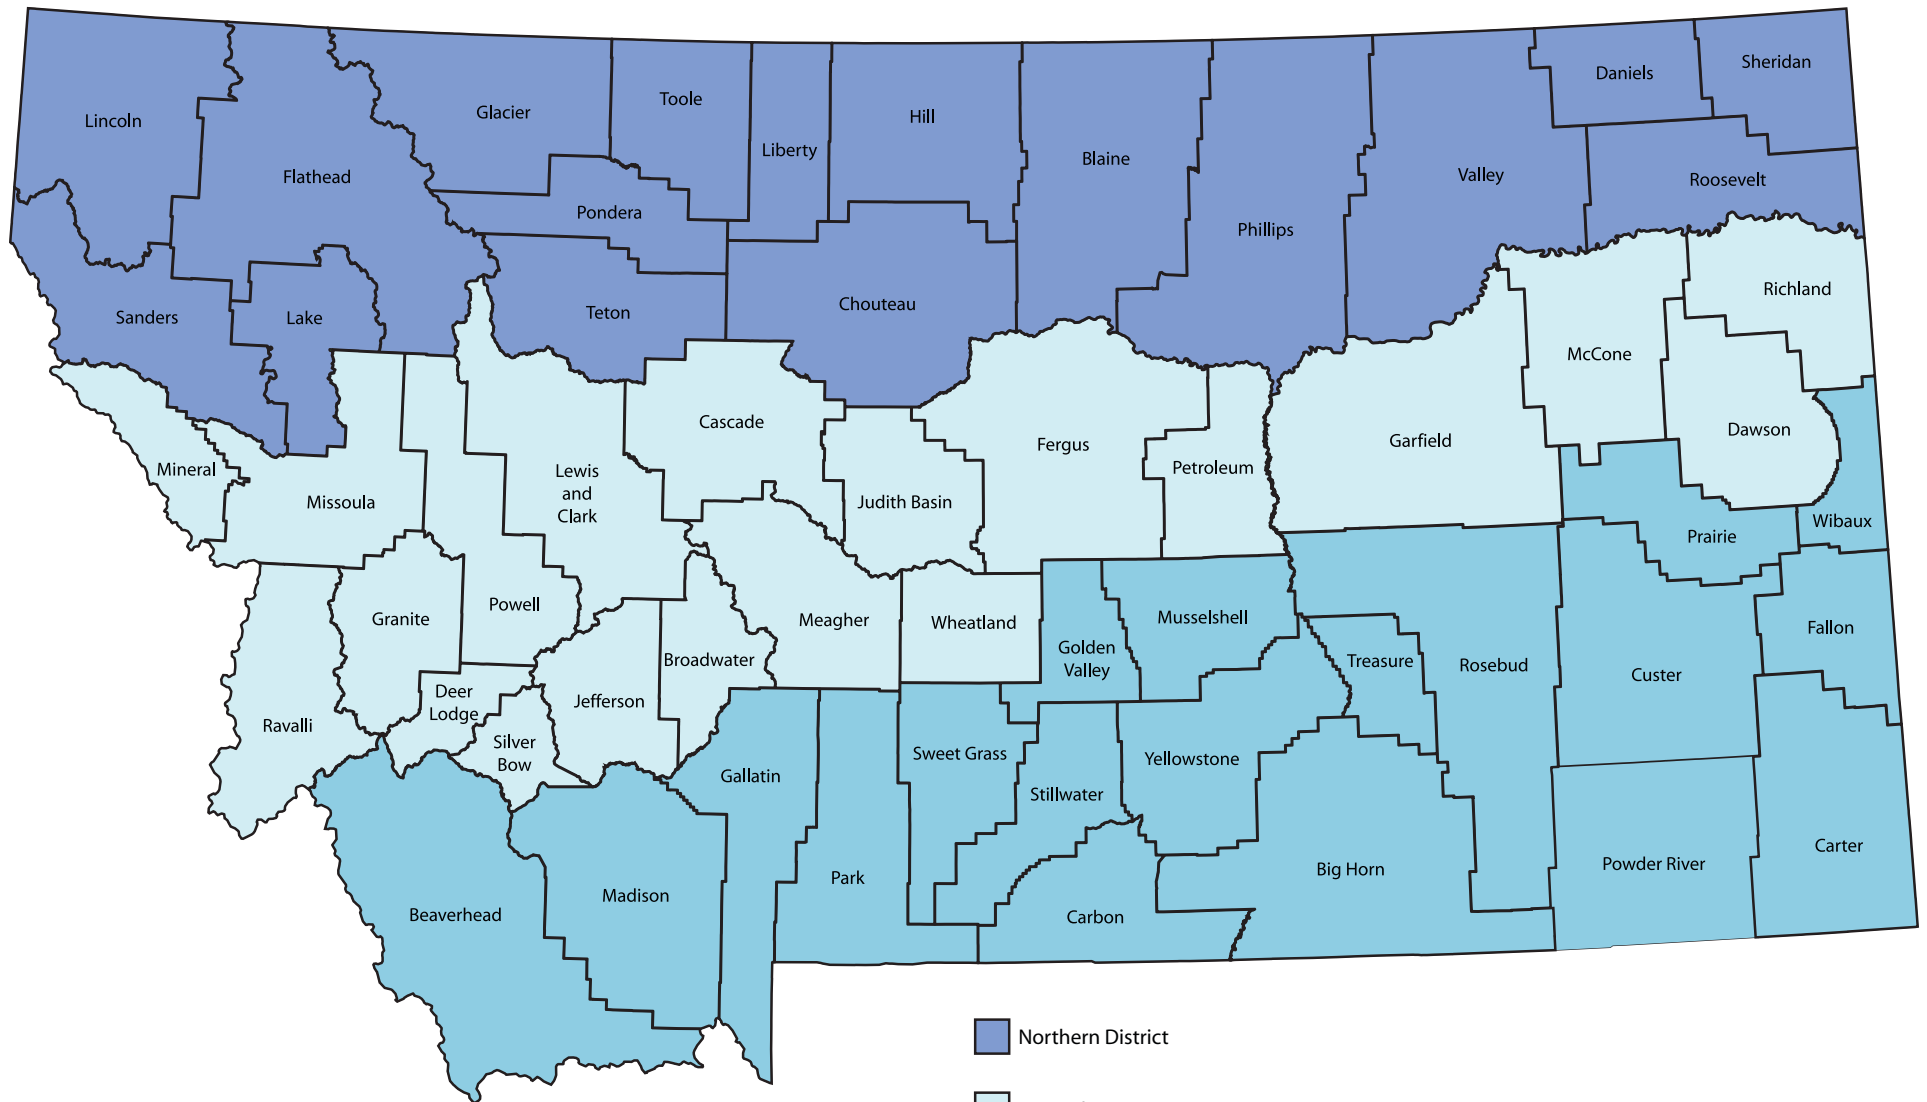 Lincoln
Flathead
Glacier
Toole
Liberty
Hill
Blaine
Phillips
Valley
Daniels
Sheridan
Roosevelt
Pondera
Teton
Chouteau
Sanders
Lake
Richland
McCone
Dawson
Garfield
Petroleum
Fergus
Judith Basin
Cascade
Lewis
and
Clark
Mineral
Missoula
Powell
Granite
Ravalli
Deer
Lodge
Silver
Bow
Jefferson
Broadwater
Meagher
Wheatland
Golden
Valley
Musselshell
Treasure
Rosebud
Custer
Prairie
Wibaux
Fallon
Carter
Powder River
Big Horn
Yellowstone
Stillwater
Sweet Grass
Carbon
Park
Gallatin
Madison
Beaverhead
Northern District